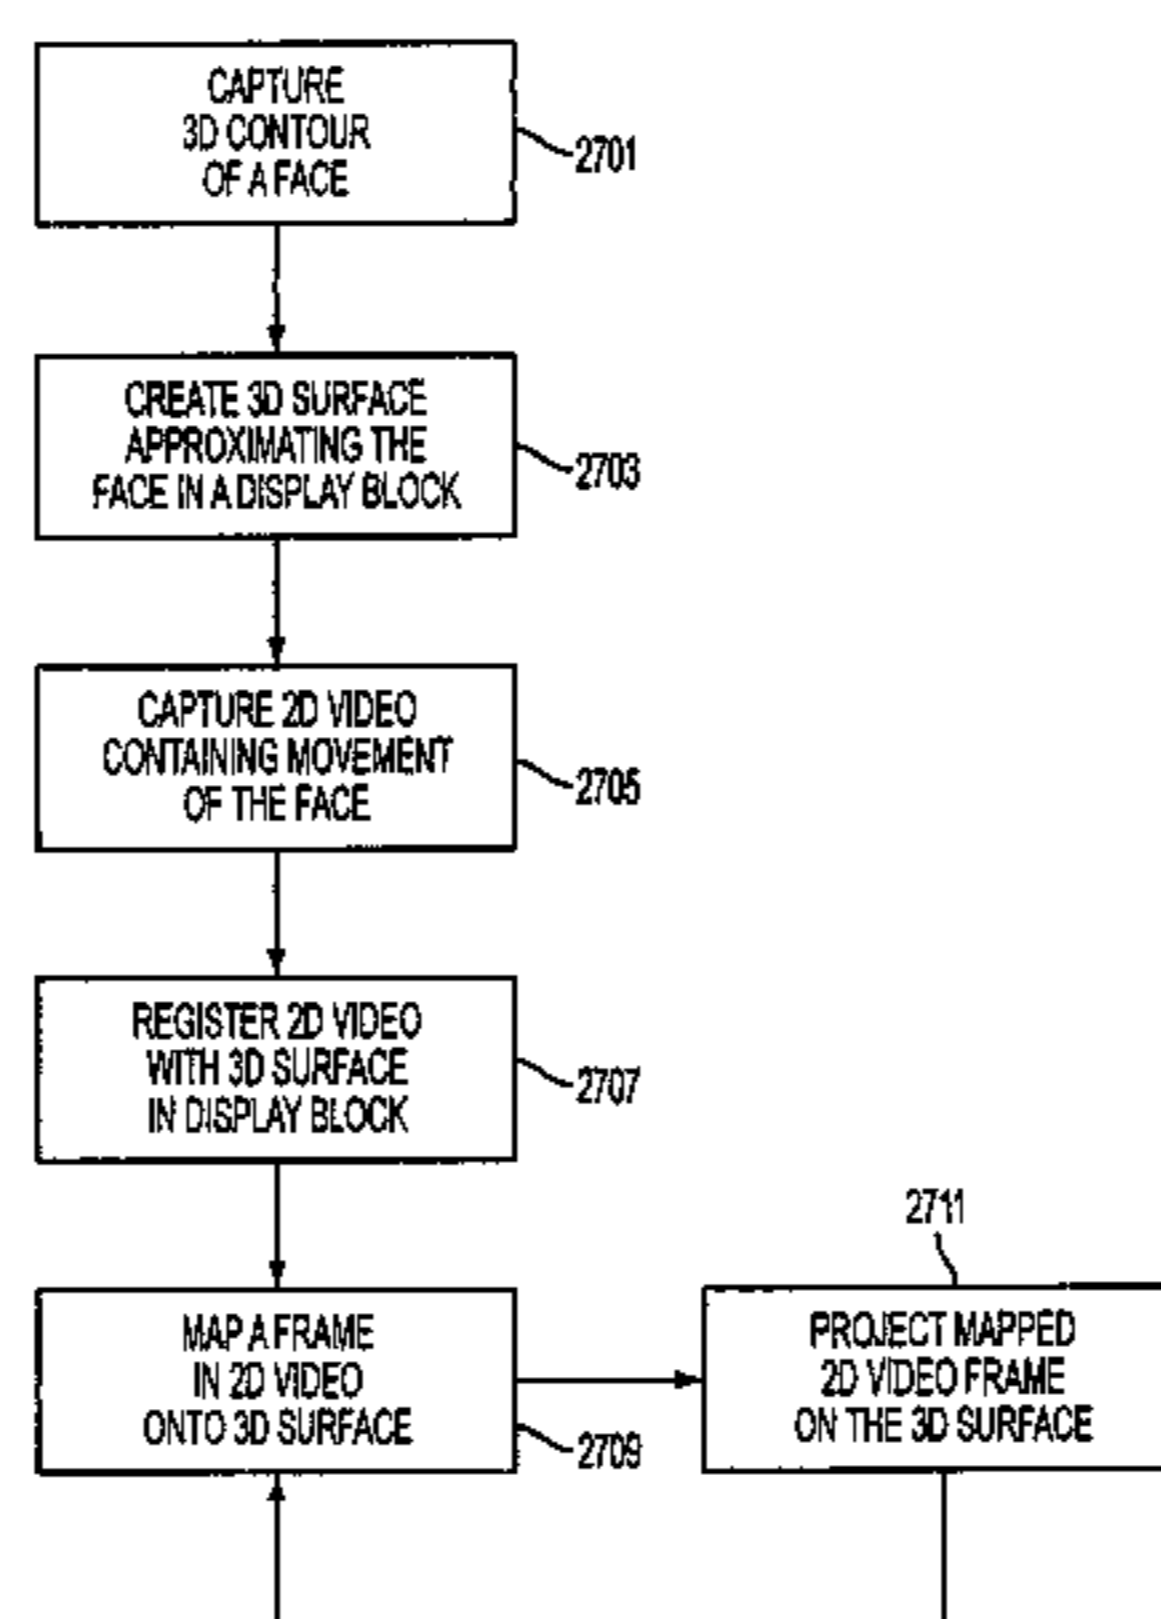 CAPTURE
3D CONTOUR
OF A FACE
2701
CREATE 3D SURFACE
APPROXIMATING THE
FACE IN A DISPLAY BLOCK
2703
CAPTURE 2D VIDEO
CONTAINING MOVEMENT
OF THE FACE
2705
REGISTER 2D VIDEO
WITH 3D SURFACE
IN DISPLAY BLOCK
2707
MAP A FRAME
IN 2D VIDEO
ONTO 3D SURFACE
2709
2711
PROJECT MAPPED
2D VIDEO FRAME
ON THE 3D SURFACE